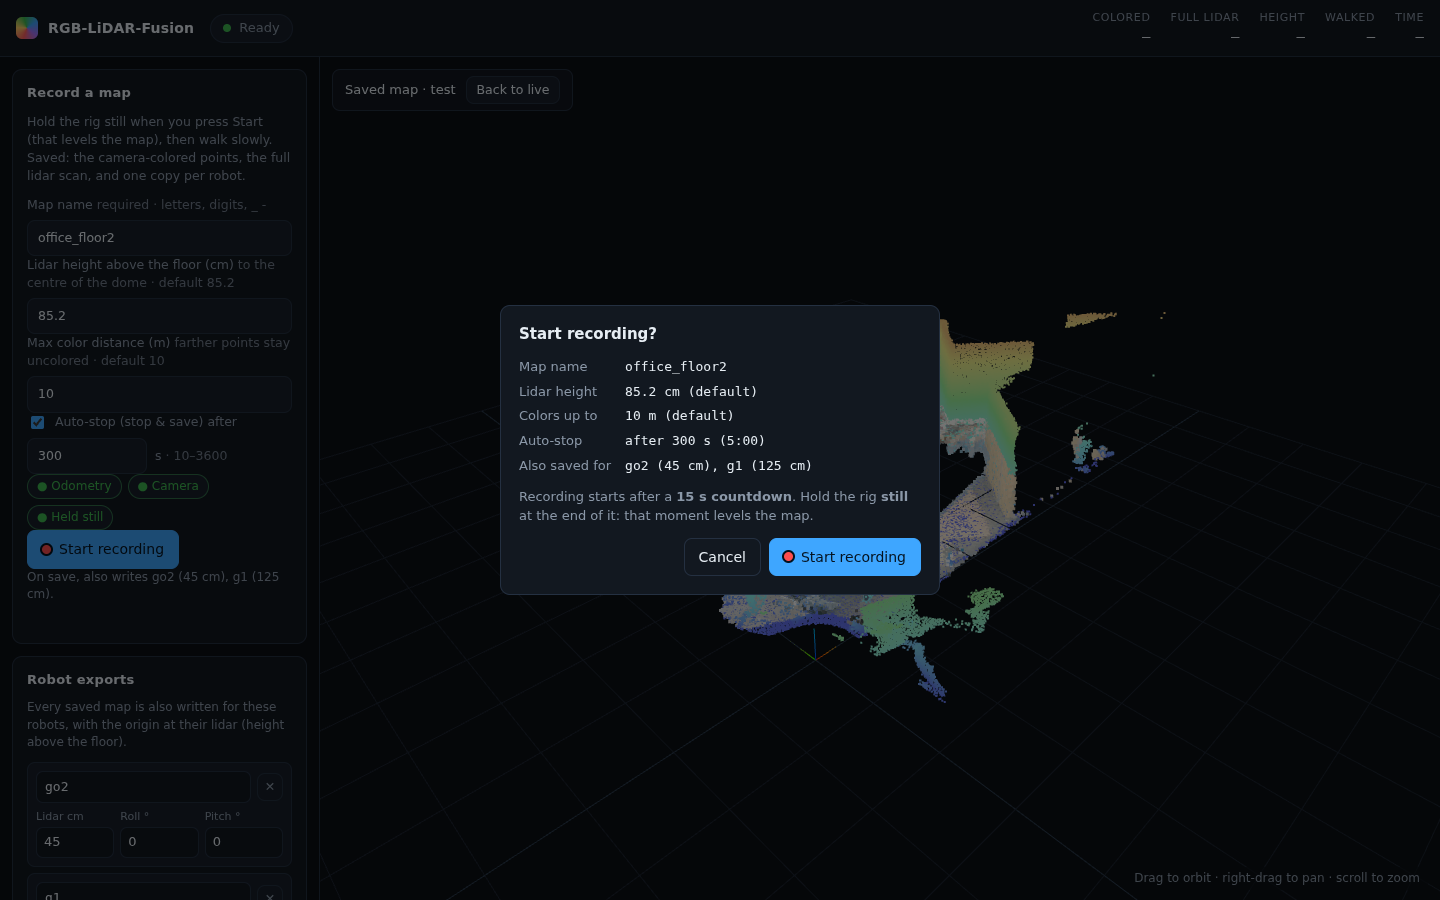 RGB-LiDAR-Fusion
Ready
COLORED FULL LIDAR HEIGHT WALKED TIME
— — — — —
Record a map
Hold the rig still when you press Start
(that levels the map), then walk slowly.
Saved: the camera-colored points, the full
lidar scan, and one copy per robot.
Map name required · letters, digits, _ -
office_floor2
Lidar height above the floor (cm) to the
centre of the dome · default 85.2
85.2
Max color distance (m) farther points stay
uncolored · default 10
10
Auto-stop (stop & save) after
300 s · 10–3600
Odometry Camera
Held still
Start recording
On save, also writes go2 (45 cm), g1 (125
cm).
Robot exports
Every saved map is also written for these
robots, with the origin at their lidar (height
above the floor).
go2 ×
Lidar cm Roll ° Pitch °
45 0 0
g1 ×
Saved map · test Back to live
Start recording?
Map name office_floor2
Lidar height 85.2 cm (default)
Colors up to 10 m (default)
Auto-stop after 300 s (5:00)
Also saved for go2 (45 cm), g1 (125 cm)
Recording starts after a 15 s countdown. Hold the rig still
at the end of it: that moment levels the map.
Cancel Start recording
Drag to orbit · right-drag to pan · scroll to zoom